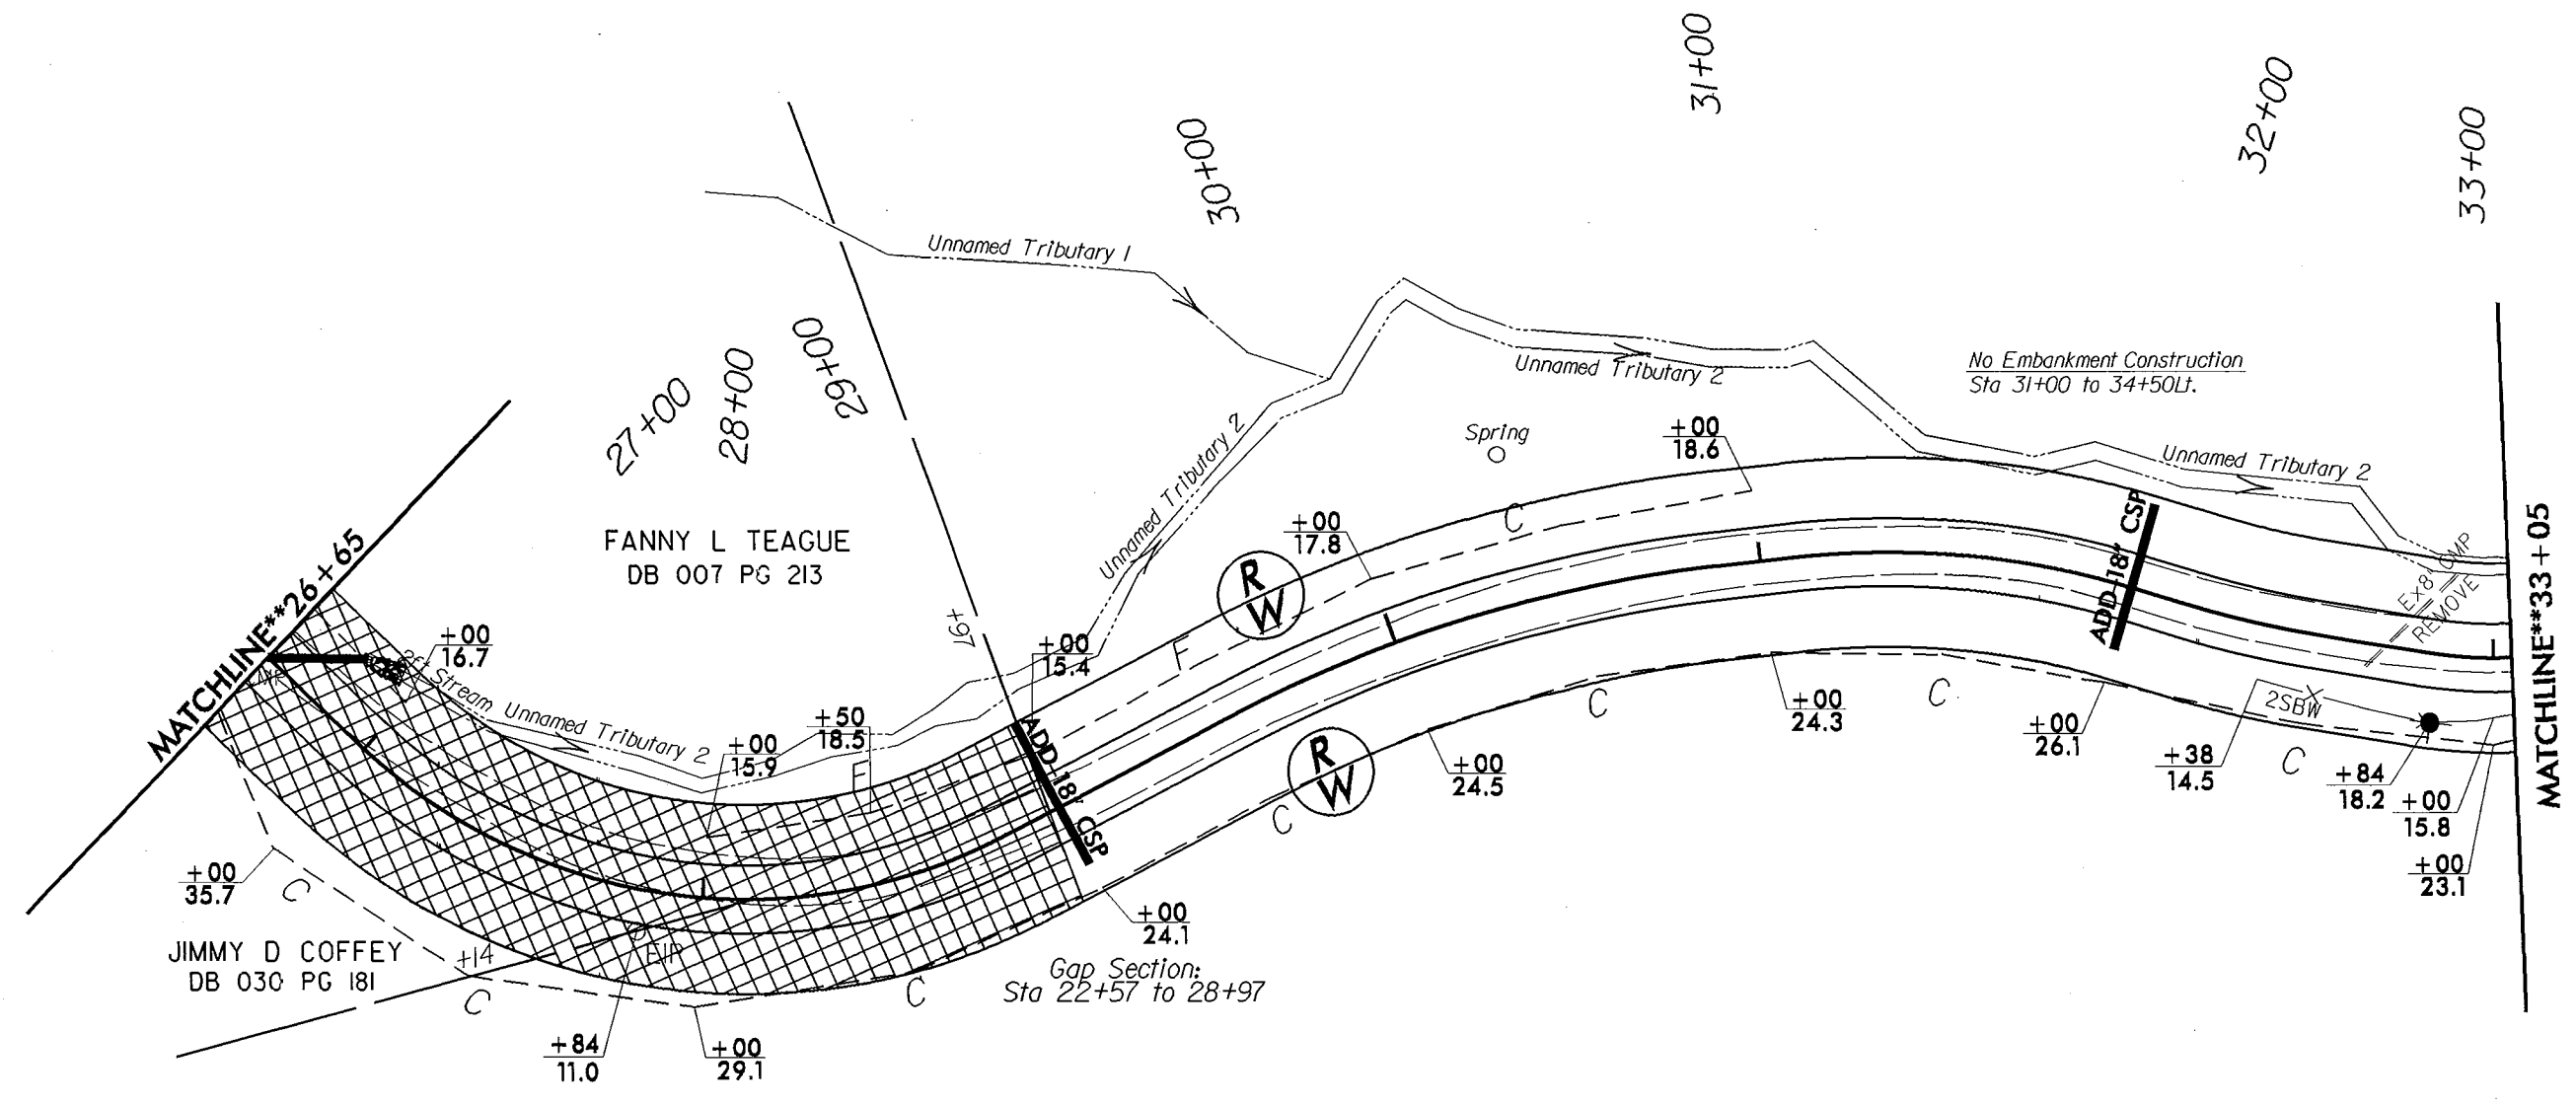 31+00
32+00
30+00
33+00
Unnamed Tributary 1
29+00
28+00
27+00
Unnamed Tributary 2
No Embankment Construction
Sta 31+00 to 34+50Lt.
Unnamed Tributary 2
Spring
+00
18.6
Unnamed Tributary 2
FANNY L TEAGUE
DB 007 PG 213
+00
17.8
C
ADD 18" CSP
Ex8" CMP
REMOVE
MATCHLINE**26+65
MATCHLINE*33+05
R
W
+97
F
+00
16.7
+00
15.4
2ft Stream Unnamed Tributary 2
+50
18.5
+00
15.9
F
L
L
ADD 18" CSP
R
W
C
C
C
+00
24.5
+00
24.3
C
+00
26.1
2SBW
+38
14.5
C
+84
18.2
+00
15.8
+00
23.1
+00
35.7
C
JIMMY D COFFEY
DB 030 PG 181
+14
C
EIP
C
+00
24.1
Gap Section:
Sta 22+57 to 28+97
+84
11.0
+00
29.1